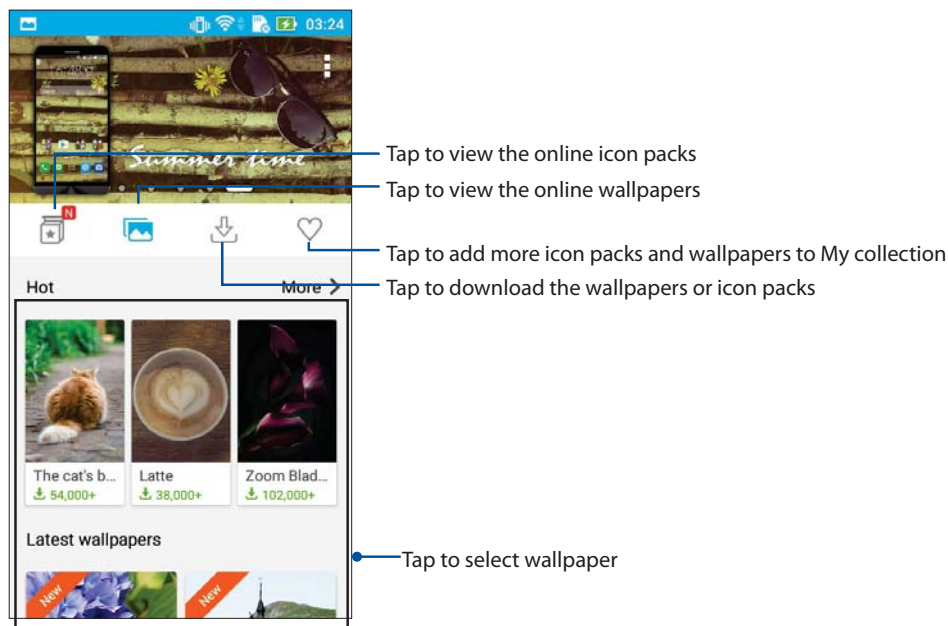 03:24
Summer time
Tap to view the online icon packs
Tap to view the online wallpapers
N
Tap to add more icon packs and wallpapers to My collection
Hot
More
Tap to download the wallpapers or icon packs
The cat's b...
Latte
Zoom Blad...
54,000+
38,000+
102,000+
Latest wallpapers
Tap to select wallpaper
New
New